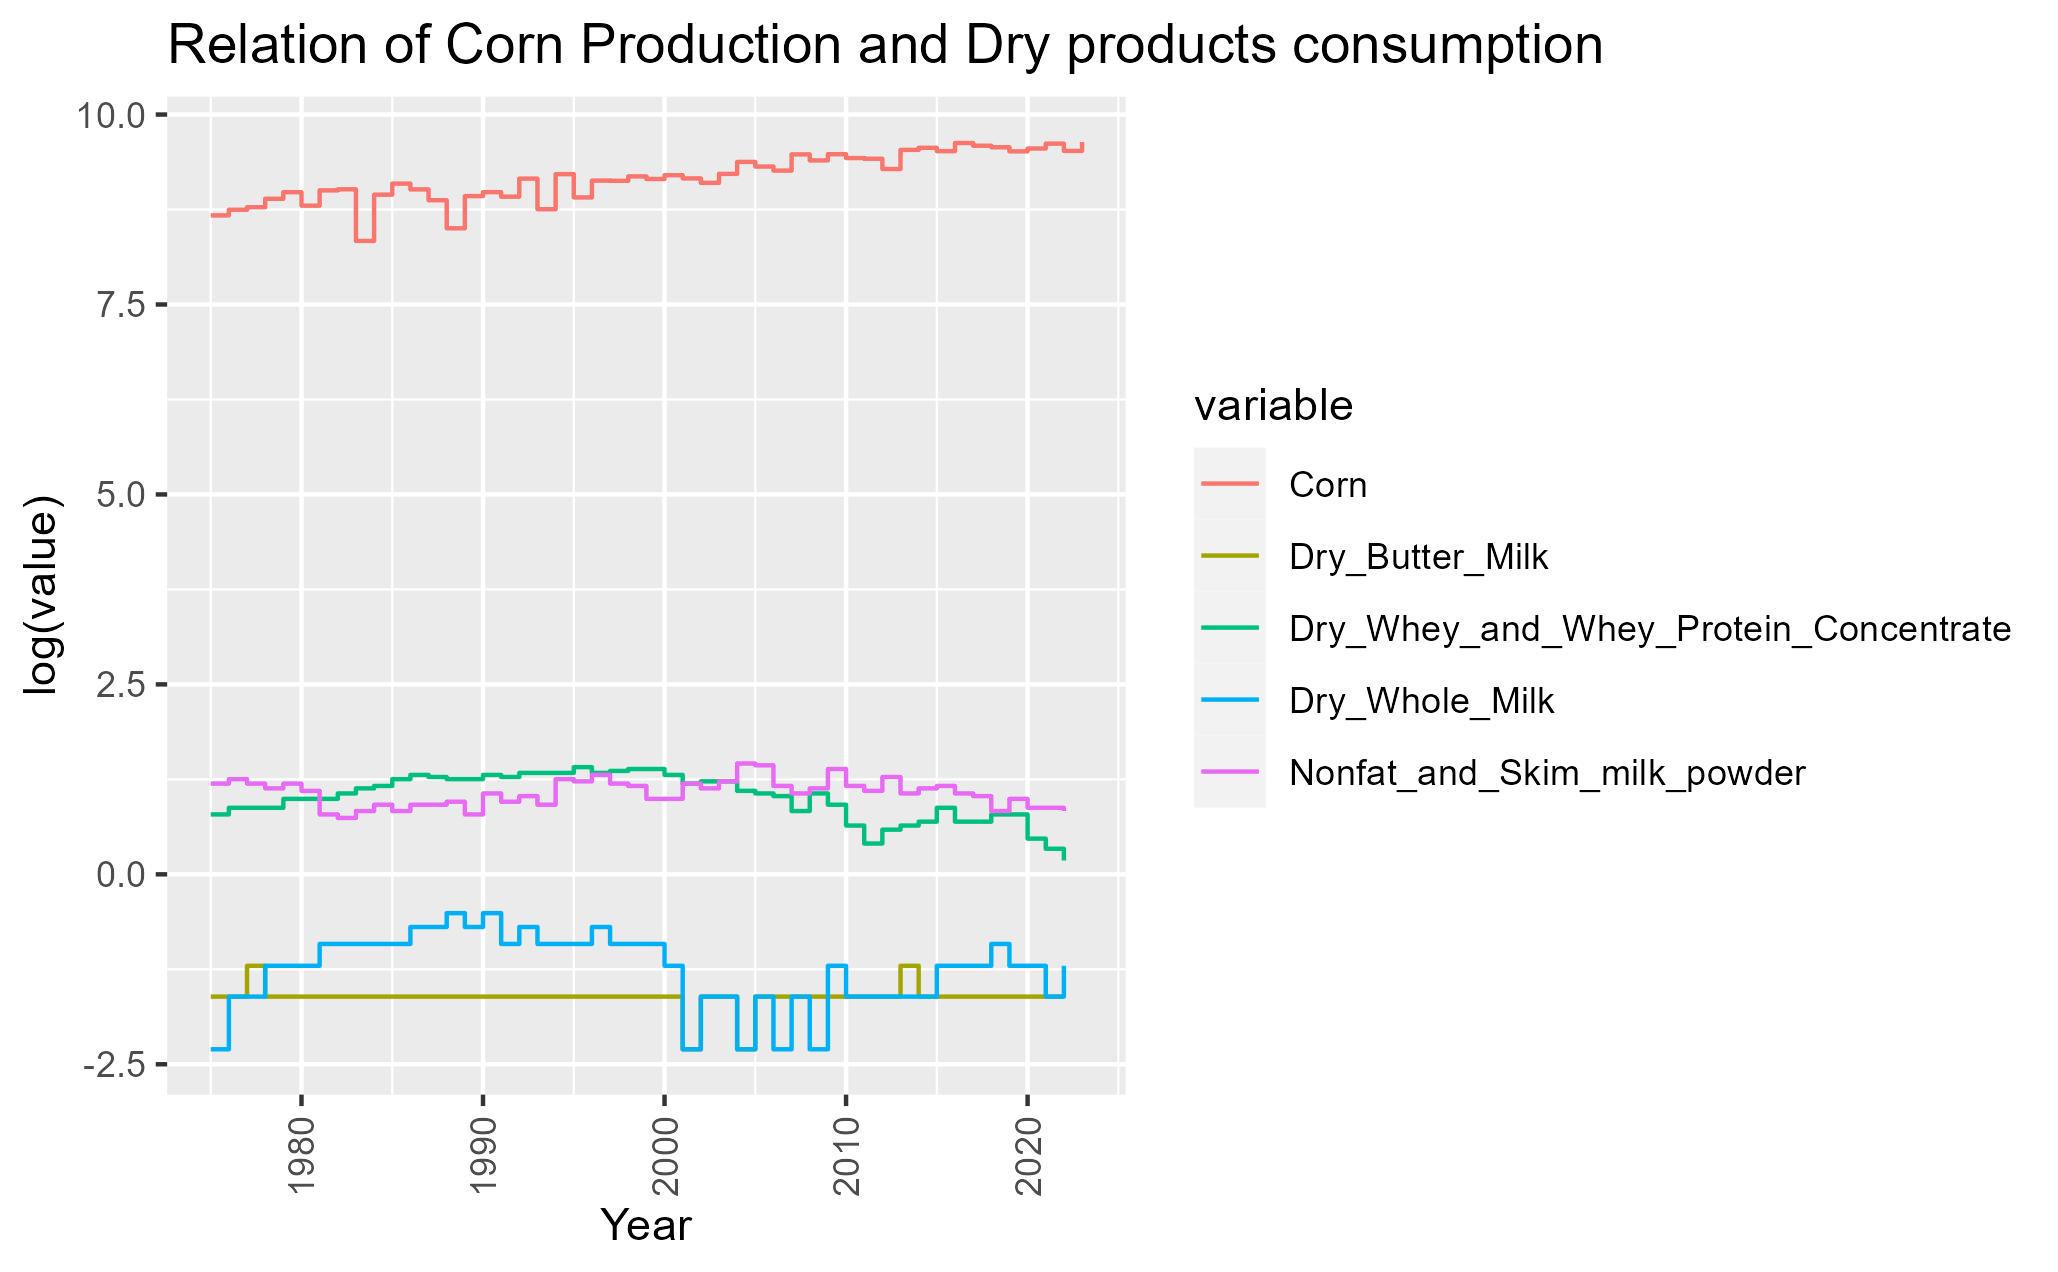 Relation of Corn Production and Dry products consumption
10.0
7.5
5.0
2.5
0.0
-2.5
log(value)
1980
1990
2000
2010
2020
Year
variable
Corn
Dry_Butter_Milk
Dry_Whey_and_Whey_Protein_Concentrate
Dry_Whole_Milk
Nonfat_and_Skim_milk_powder